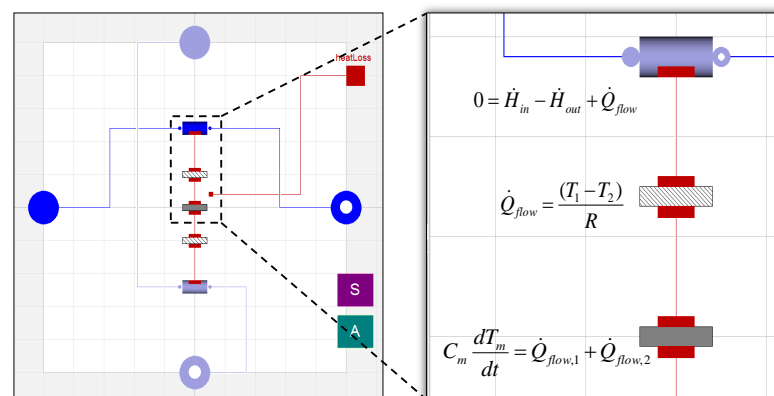 heatLoss
S
A
0 = Ḣ_in − Ḣ_out + Q̇_flow
Q̇_flow = (T_1 − T_2) / R
C_m dT_m/dt = Q̇_flow,1 + Q̇_flow,2